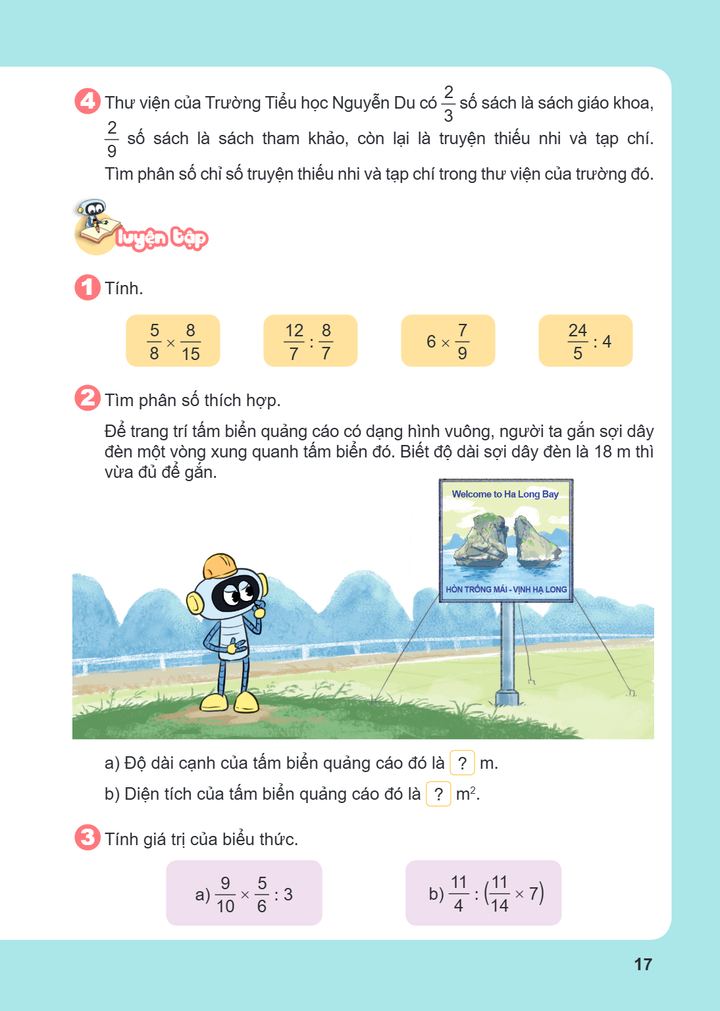 4 Thư viện của Trường Tiểu học Nguyễn Du có 2/3 số sách là sách giáo khoa,
2/9 số sách là sách tham khảo, còn lại là truyện thiếu nhi và tạp chí.
Tìm phân số chỉ số truyện thiếu nhi và tạp chí trong thư viện của trường đó.
luyện tập
1 Tính.
5/8 × 8/15 12/7 : 8/7 6 × 7/9 24/5 : 4
2 Tìm phân số thích hợp.
Để trang trí tấm biển quảng cáo có dạng hình vuông, người ta gắn sợi dây
đèn một vòng xung quanh tấm biển đó. Biết độ dài sợi dây đèn là 18 m thì
vừa đủ để gắn.
Welcome to Ha Long Bay
HÒN TRỐNG MÁI - VỊNH HẠ LONG
a) Độ dài cạnh của tấm biển quảng cáo đó là ? m.
b) Diện tích của tấm biển quảng cáo đó là ? m².
3 Tính giá trị của biểu thức.
a) 9/10 × 5/6 : 3 b) 11/4 : (11/14 × 7)
17